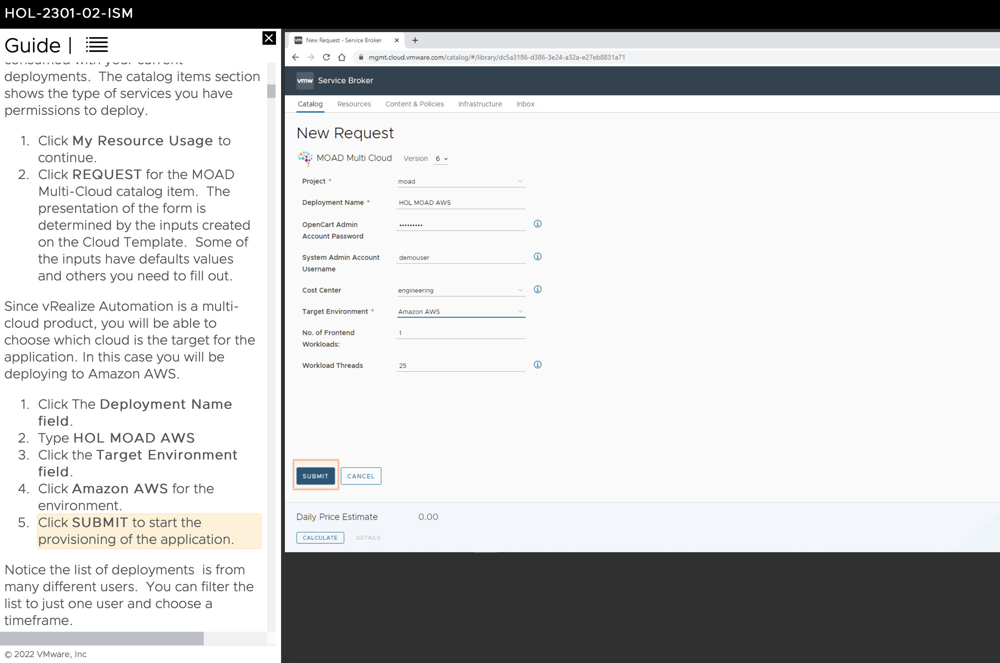 HOL-2301-02-ISM
Guide |
consumed with your current
deployments.  The catalog items section
shows the type of services you have
permissions to deploy.
1. Click My Resource Usage to
continue.
2. Click REQUEST for the MOAD
Multi-Cloud catalog item.  The
presentation of the form is
determined by the inputs created
on the Cloud Template.  Some of
the inputs have defaults values
and others you need to fill out.
Since vRealize Automation is a multi-
cloud product, you will be able to
choose which cloud is the target for the
application. In this case you will be
deploying to Amazon AWS.
1. Click The Deployment Name
field.
2. Type HOL MOAD AWS
3. Click the Target Environment
field.
4. Click Amazon AWS for the
environment.
5. Click SUBMIT to start the
provisioning of the application.
Notice the list of deployments  is from
many different users.  You can filter the
list to just one user and choose a
timeframe.
© 2022 VMware, Inc
vm New Request - Service Broker
mgmt.cloud.vmware.com/catalog/#/library/dc5a3186-d386-3e24-a32a-e27eb8831a71
vmw Service Broker
Catalog Resources Content & Policies Infrastructure Inbox
New Request
MOAD Multi Cloud Version 6
Project * moad
Deployment Name * HOL MOAD AWS
OpenCart Admin
Account Password •••••••••
System Admin Account
Username demouser
Cost Center engineering
Target Environment * Amazon AWS
No. of Frontend
Workloads: 1
Workload Threads 25
SUBMIT CANCEL
Daily Price Estimate 0.00
CALCULATE DETAILS